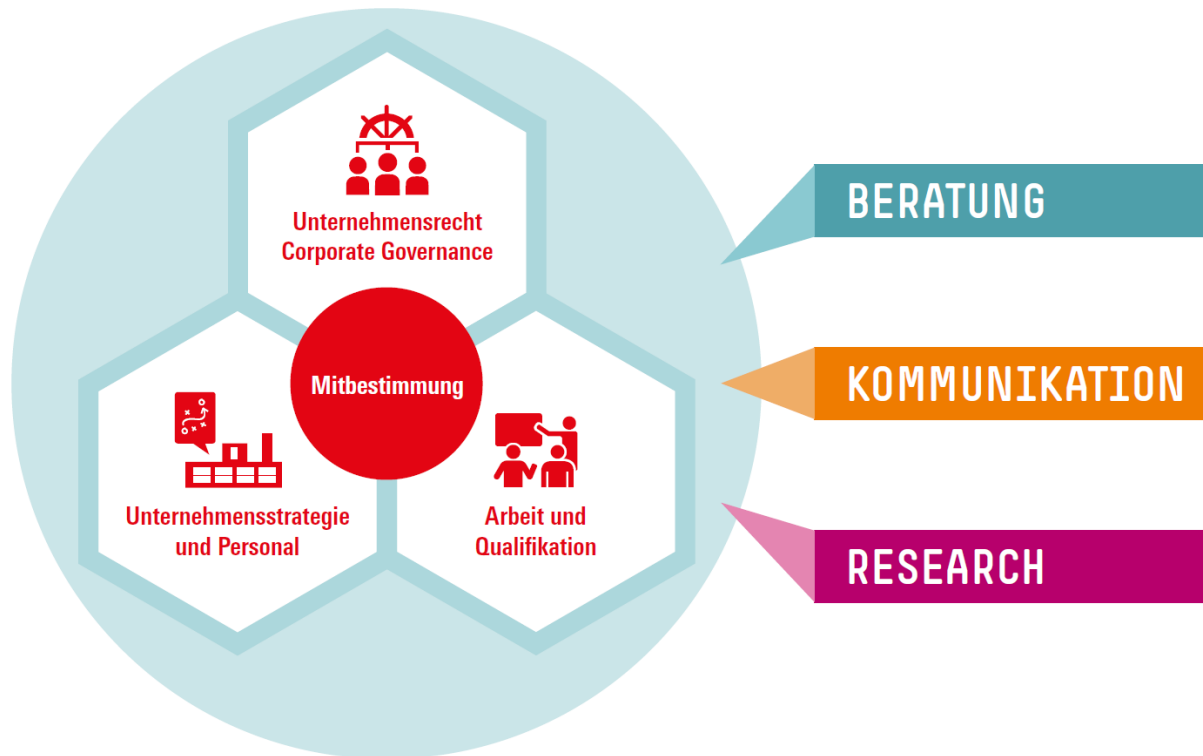 Unternehmensrecht
Corporate Governance
Mitbestimmung
Unternehmensstrategie
und Personal
Arbeit und
Qualifikation
BERATUNG
KOMMUNIKATION
RESEARCH